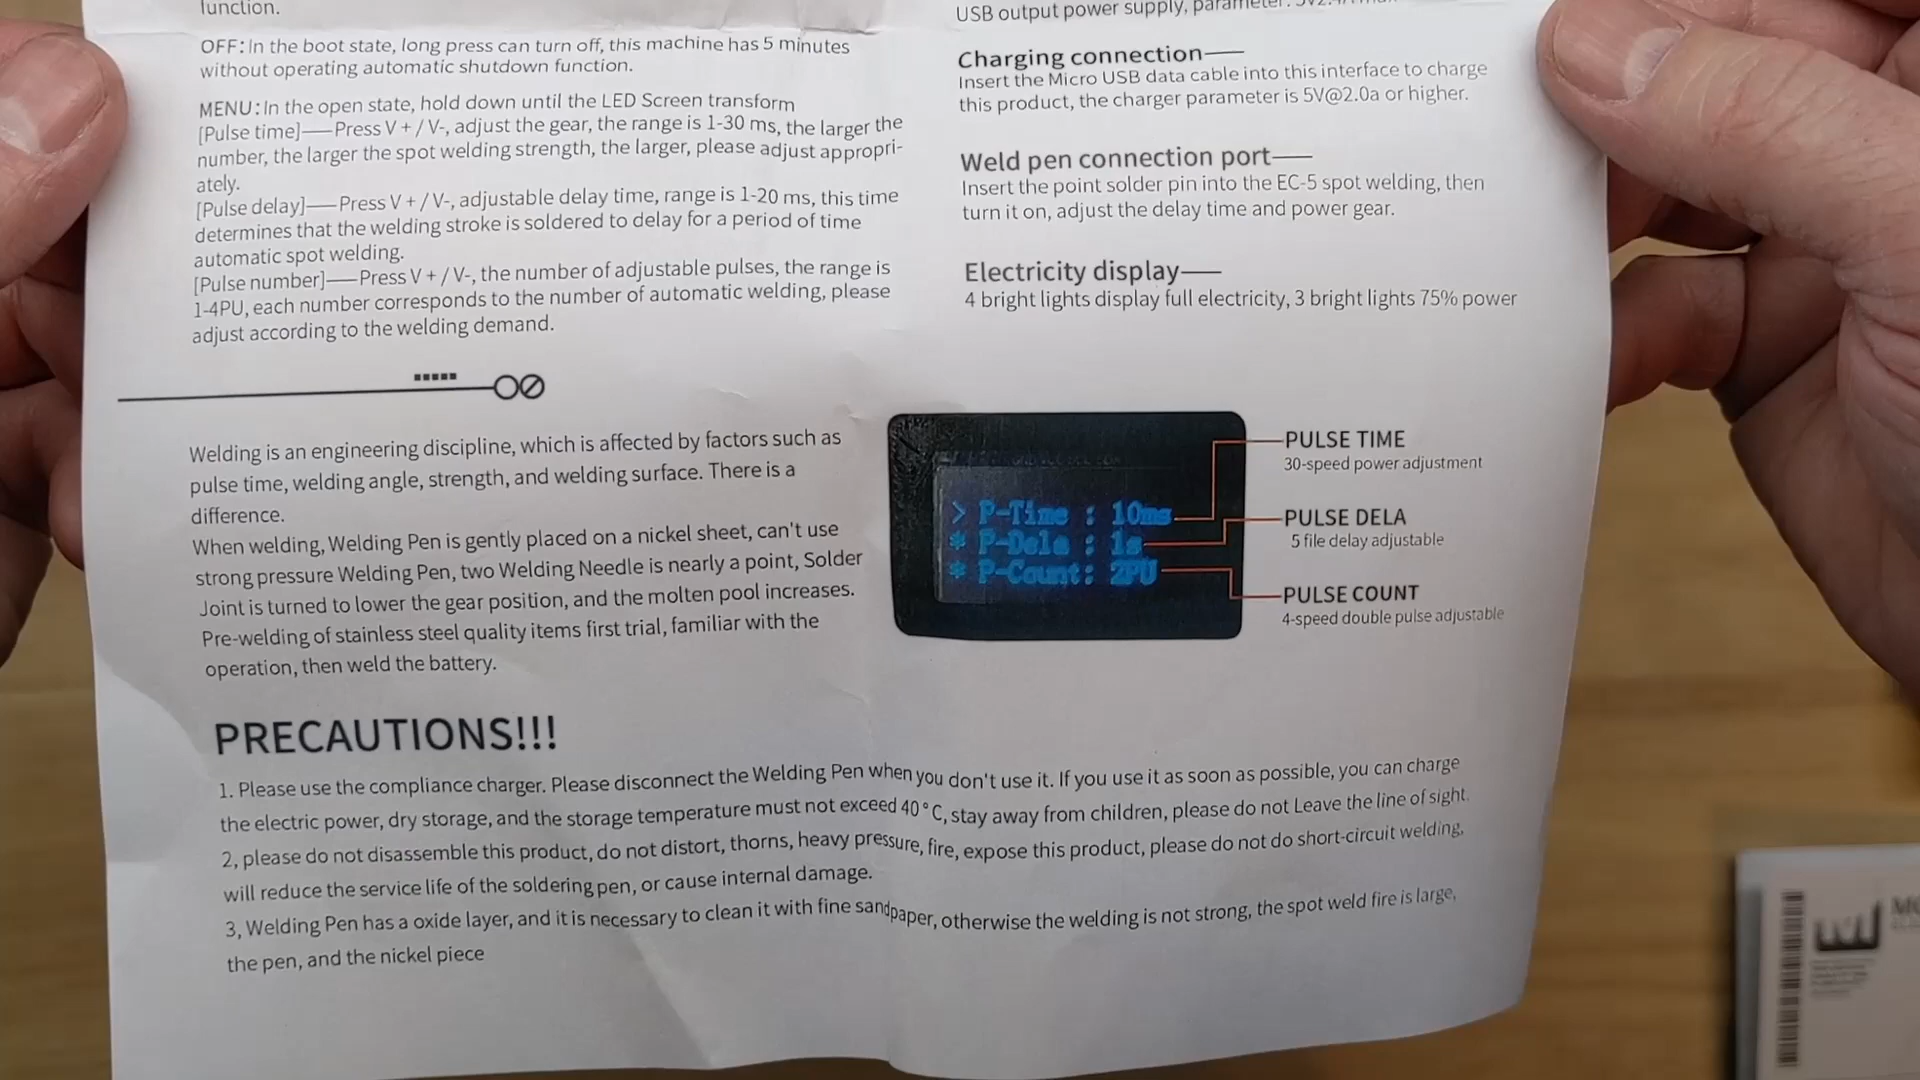 function.
OFF: In the boot state, long press can turn off, this machine has 5 minutes
without operating automatic shutdown function.
MENU: In the open state, hold down until the LED Screen transform
[Pulse time]—Press V + / V-, adjust the gear, the range is 1-30 ms, the larger the
number, the larger the spot welding strength, the larger, please adjust appropri-
ately.
[Pulse delay]—Press V + / V-, adjustable delay time, range is 1-20 ms, this time
determines that the welding stroke is soldered to delay for a period of time
automatic spot welding.
[Pulse number]—Press V + / V-, the number of adjustable pulses, the range is
1-4PU, each number corresponds to the number of automatic welding, please
adjust according to the welding demand.
USB output power supply, parameter:
Charging connection—
Insert the Micro USB data cable into this interface to charge
this product, the charger parameter is 5V@2.0a or higher.
Weld pen connection port—
Insert the point solder pin into the EC-5 spot welding, then
turn it on, adjust the delay time and power gear.
Electricity display—
4 bright lights display full electricity, 3 bright lights 75% power
Welding is an engineering discipline, which is affected by factors such as
pulse time, welding angle, strength, and welding surface. There is a
difference.
When welding, Welding Pen is gently placed on a nickel sheet, can't use
strong pressure Welding Pen, two Welding Needle is nearly a point, Solder
Joint is turned to lower the gear position, and the molten pool increases.
Pre-welding of stainless steel quality items first trial, familiar with the
operation, then weld the battery.
> P-Time : 10ms
* P-Dela : 1s
* P-Count: 2PU
PULSE TIME
30-speed power adjustment
PULSE DELA
5 file delay adjustable
PULSE COUNT
4-speed double pulse adjustable
PRECAUTIONS!!!
1. Please use the compliance charger. Please disconnect the Welding Pen when you don't use it. If you use it as soon as possible, you can charge
the electric power, dry storage, and the storage temperature must not exceed 40°C, stay away from children, please do not Leave the line of sight.
2, please do not disassemble this product, do not distort, thorns, heavy pressure, fire, expose this product, please do not do short-circuit welding,
will reduce the service life of the soldering pen, or cause internal damage.
3, Welding Pen has a oxide layer, and it is necessary to clean it with fine sandpaper, otherwise the welding is not strong, the spot weld fire is large,
the pen, and the nickel piece